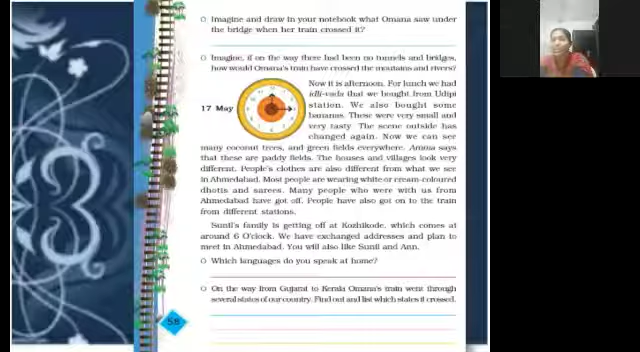 Imagine and draw in your notebook what Omana saw under
the bridge when her train crossed it?
Imagine, if on the way there had been no tunnels and bridges,
how would Omana's train have crossed the moutains and rivers?
17 May
Now it is afternoon. For lunch we had
idli-vada that we bought from Udipi
station. We also bought some
bananas. These were very small and
very tasty. The scene outside has
changed again. Now we can see
many coconut trees, and green fields everywhere. Amma says
that these are paddy fields. The houses and villages look very
different. People's clothes are also different from what we see
in Ahmedabad. Most people are wearing white or cream-coloured
dhotis and sarees. Many people who were with us from
Ahmedabad have got off. People have also got on to the train
from different stations.
Sunil's family is getting off at Kozhikode, which comes at
around 6 O'clock. We have exchanged addresses and plan to
meet in Ahmedabad. You will also like Sunil and Ann.
Which languages do you speak at home?
On the way from Gujarat to Kerala Omana's train went through
several states of our country. Find out and list which states it crossed.
58